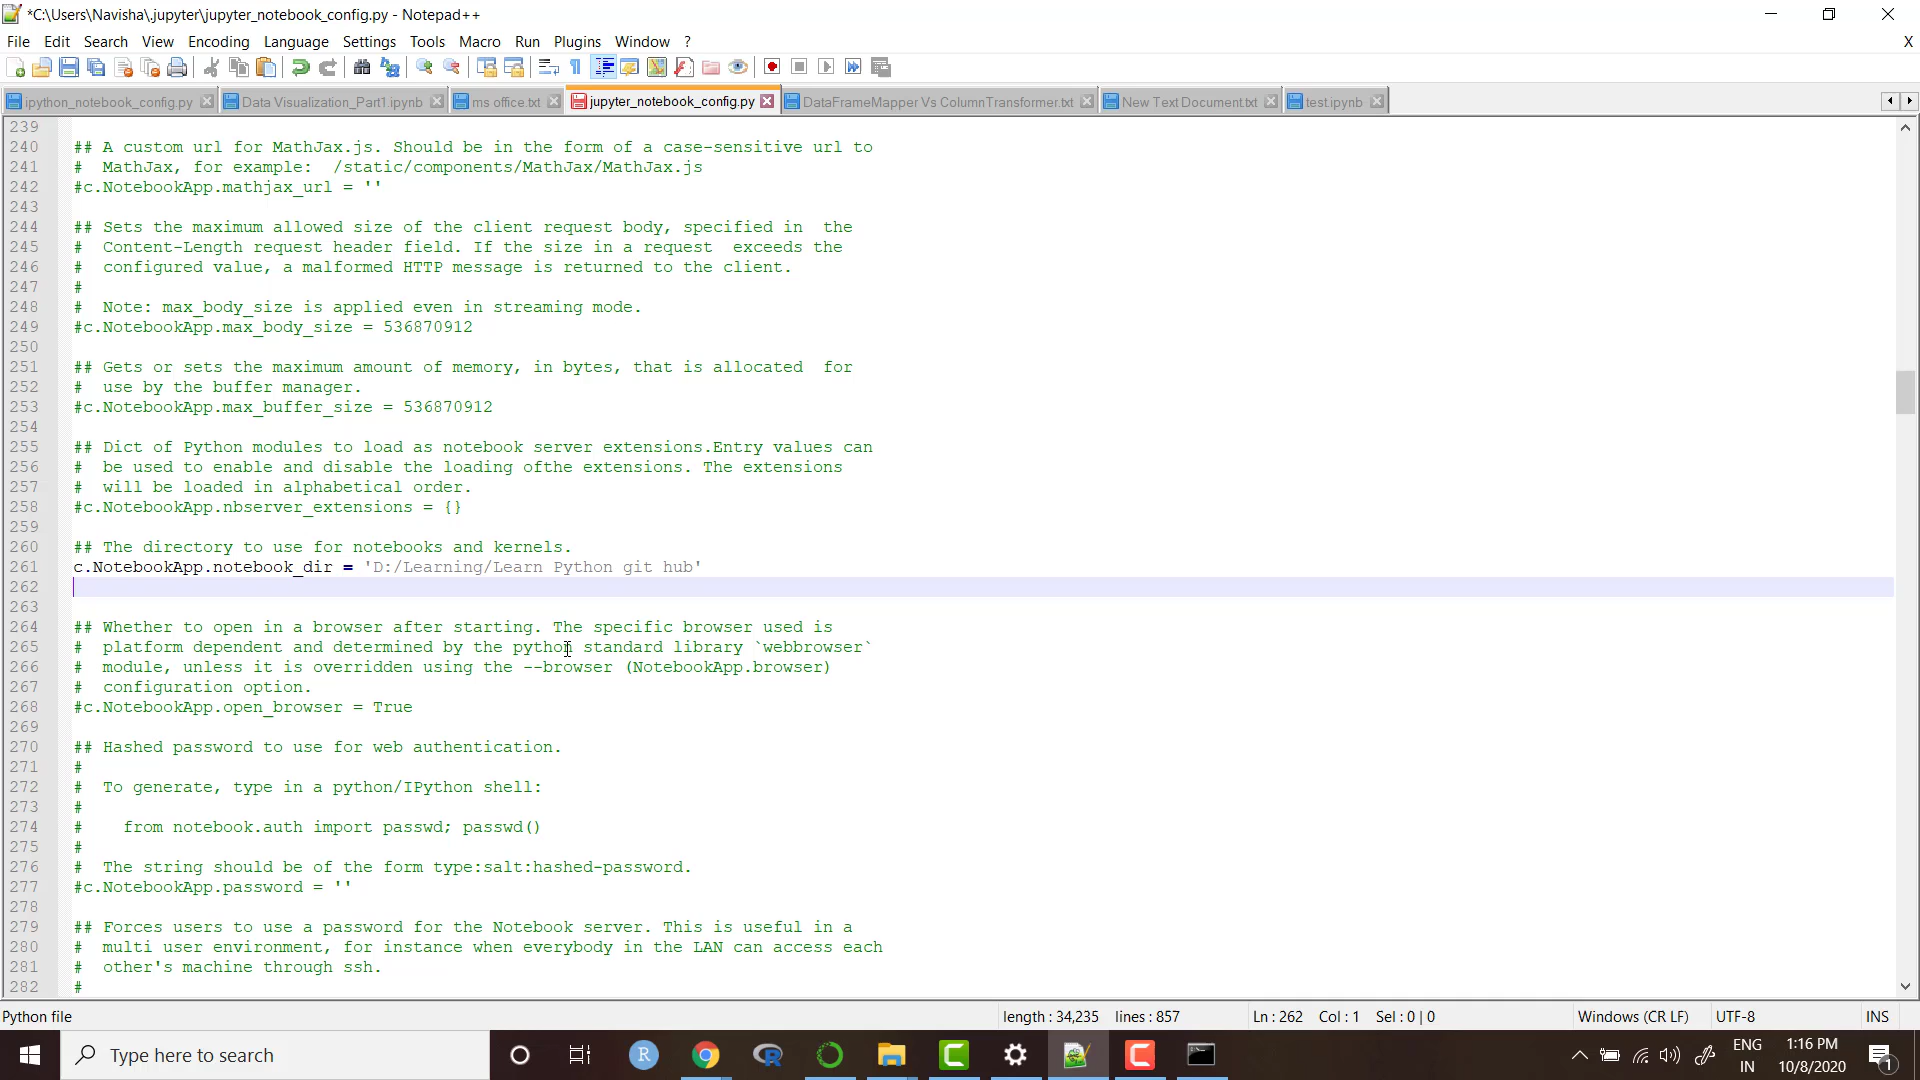 *C:\Users\Navisha\.jupyter\jupyter_notebook_config.py - Notepad++
File Edit Search View Encoding Language Settings Tools Macro Run Plugins Window ? X
ipython_notebook_config.py Data Visualization_Part1.ipynb ms office.txt jupyter_notebook_config.py DataFrameMapper Vs ColumnTransformer.txt New Text Document.txt test.ipynb
239
240 ## A custom url for MathJax.js. Should be in the form of a case-sensitive url to
241 #  MathJax, for example:  /static/components/MathJax/MathJax.js
242 #c.NotebookApp.mathjax_url = ''
243
244 ## Sets the maximum allowed size of the client request body, specified in  the
245 #  Content-Length request header field. If the size in a request  exceeds the
246 #  configured value, a malformed HTTP message is returned to the client.
247 #
248 #  Note: max_body_size is applied even in streaming mode.
249 #c.NotebookApp.max_body_size = 536870912
250
251 ## Gets or sets the maximum amount of memory, in bytes, that is allocated  for
252 #  use by the buffer manager.
253 #c.NotebookApp.max_buffer_size = 536870912
254
255 ## Dict of Python modules to load as notebook server extensions.Entry values can
256 #  be used to enable and disable the loading ofthe extensions. The extensions
257 #  will be loaded in alphabetical order.
258 #c.NotebookApp.nbserver_extensions = {}
259
260 ## The directory to use for notebooks and kernels.
261 c.NotebookApp.notebook_dir = 'D:/Learning/Learn Python git hub'
262
263
264 ## Whether to open in a browser after starting. The specific browser used is
265 #  platform dependent and determined by the python standard library `webbrowser`
266 #  module, unless it is overridden using the --browser (NotebookApp.browser)
267 #  configuration option.
268 #c.NotebookApp.open_browser = True
269
270 ## Hashed password to use for web authentication.
271 #
272 #  To generate, type in a python/IPython shell:
273 #
274 #    from notebook.auth import passwd; passwd()
275 #
276 #  The string should be of the form type:salt:hashed-password.
277 #c.NotebookApp.password = ''
278
279 ## Forces users to use a password for the Notebook server. This is useful in a
280 #  multi user environment, for instance when everybody in the LAN can access each
281 #  other's machine through ssh.
282 #
Python file length : 34,235 lines : 857 Ln : 262 Col : 1 Sel : 0 | 0 Windows (CR LF) UTF-8 INS
Type here to search R R C C ENG 1:16 PM
IN 10/8/2020 1